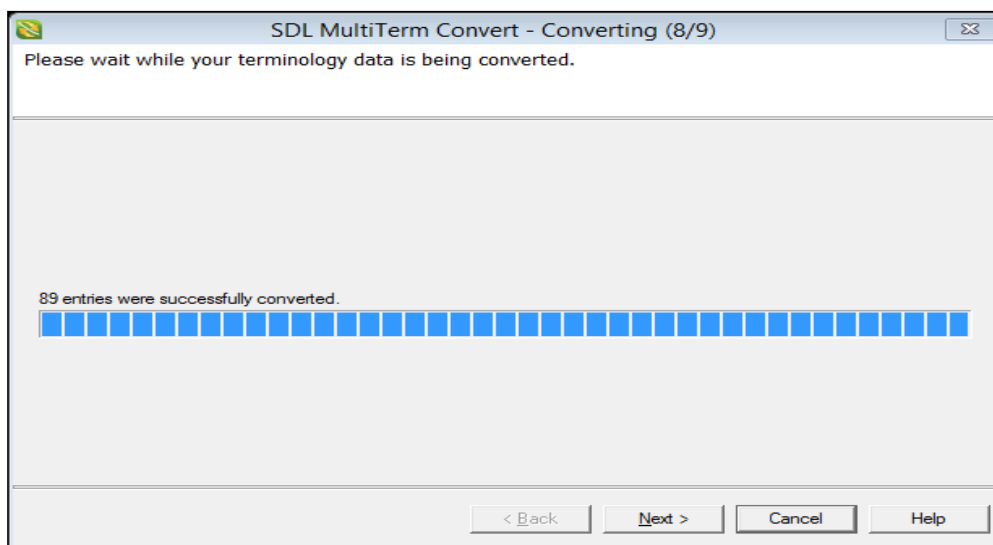 SDL MultiTerm Convert - Converting (8/9)
Please wait while your terminology data is being converted.
89 entries were successfully converted.
< Back Next > Cancel Help